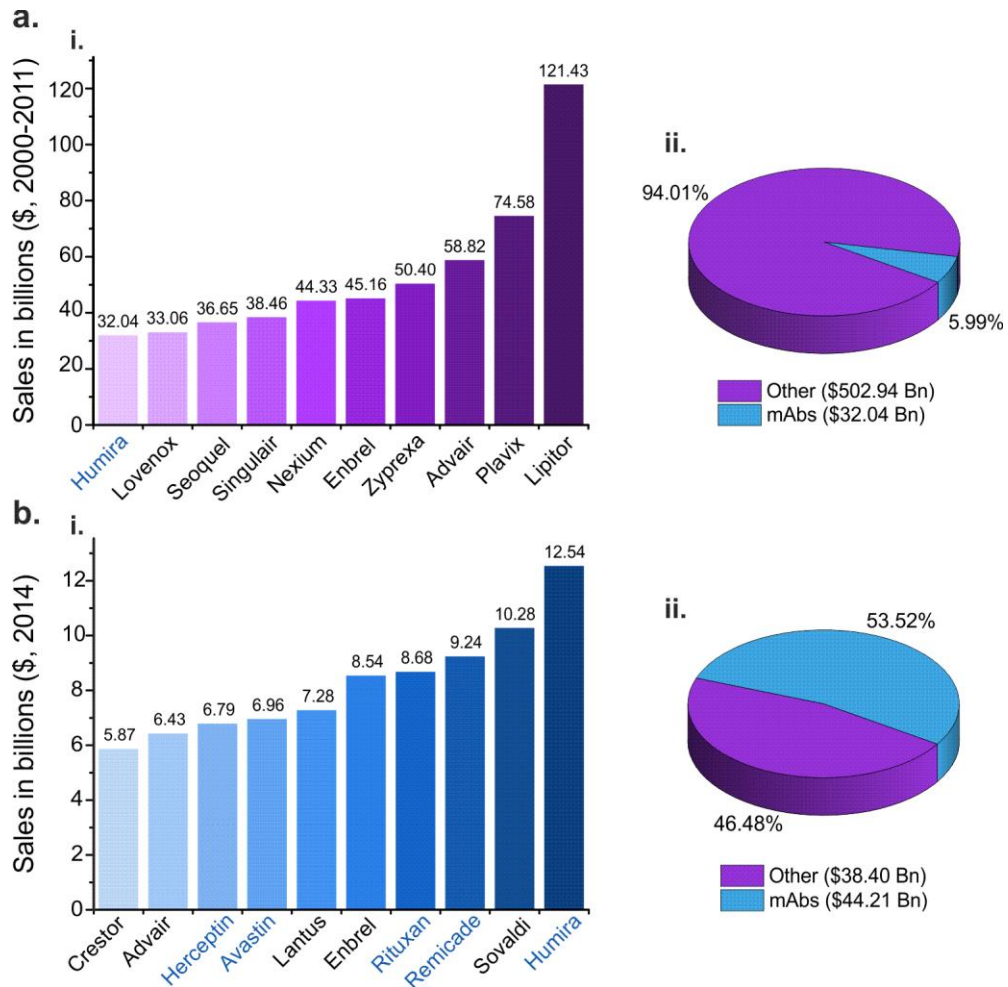 a.
i.
Sales in billions ($, 2000-2011)
120
100
80
60
40
20
0
32.04
33.06
36.65
38.46
44.33
45.16
50.40
58.82
74.58
121.43
Humira
Lovenox
Seoquel
Singulair
Nexium
Enbrel
Zyprexa
Advair
Plavix
Lipitor
ii.
94.01%
5.99%
Other ($502.94 Bn)
mAbs ($32.04 Bn)
b.
i.
Sales in billions ($, 2014)
12
10
8
6
4
2
0
5.87
6.43
6.79
6.96
7.28
8.54
8.68
9.24
10.28
12.54
Crestor
Advair
Herceptin
Avastin
Lantus
Enbrel
Rituxan
Remicade
Sovaldi
Humira
ii.
53.52%
46.48%
Other ($38.40 Bn)
mAbs ($44.21 Bn)